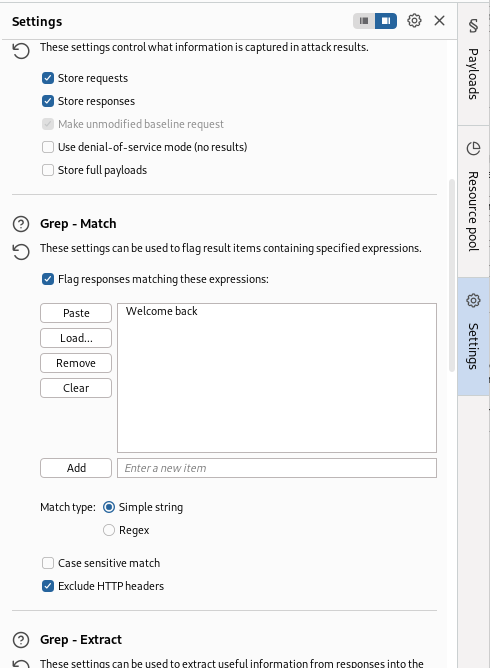 Settings
These settings control what information is captured in attack results.
Store requests
Store responses
Make unmodified baseline request
Use denial-of-service mode (no results)
Store full payloads
Grep - Match
These settings can be used to flag result items containing specified expressions.
Flag responses matching these expressions:
Paste
Welcome back
Load...
Remove
Clear
Add
Enter a new item
Match type:
Simple string
Regex
Case sensitive match
Exclude HTTP headers
Grep - Extract
These settings can be used to extract useful information from responses into the
Payloads
Resource pool
Settings